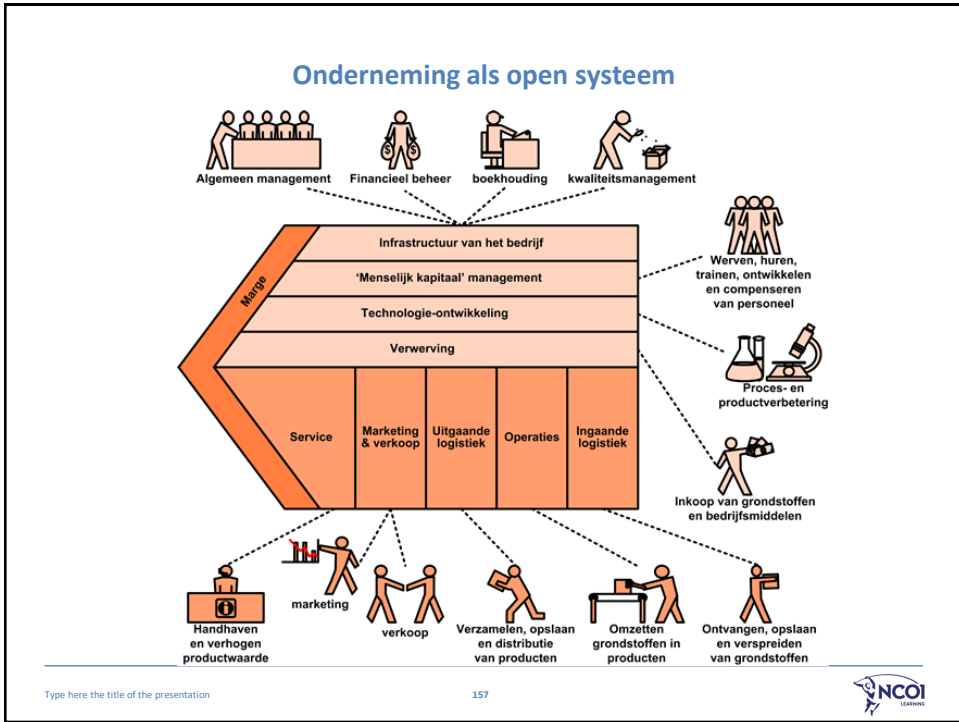 Onderneming als open systeem
Algemeen management
Financieel beheer
boekhouding
kwaliteitsmanagement
Werven, huren,
trainen, ontwikkelen
en compenseren
van personeel
Marge
Infrastructuur van het bedrijf
‘Menselijk kapitaal’ management
Technologie-ontwikkeling
Verwerving
Proces- en
productverbetering
Service
Marketing
& verkoop
Uitgaande
logistiek
Operaties
Ingaande
logistiek
Inkoop van grondstoffen
en bedrijfsmiddelen
Handhaven
en verhogen
productwaarde
marketing
verkoop
Verzamelen, opslaan
en distributie
van producten
Omzetten
grondstoffen in
producten
Ontvangen, opslaan
en verspreiden
van grondstoffen
$ $
i
Type here the title of the presentation
157
NCOI
LEARNING